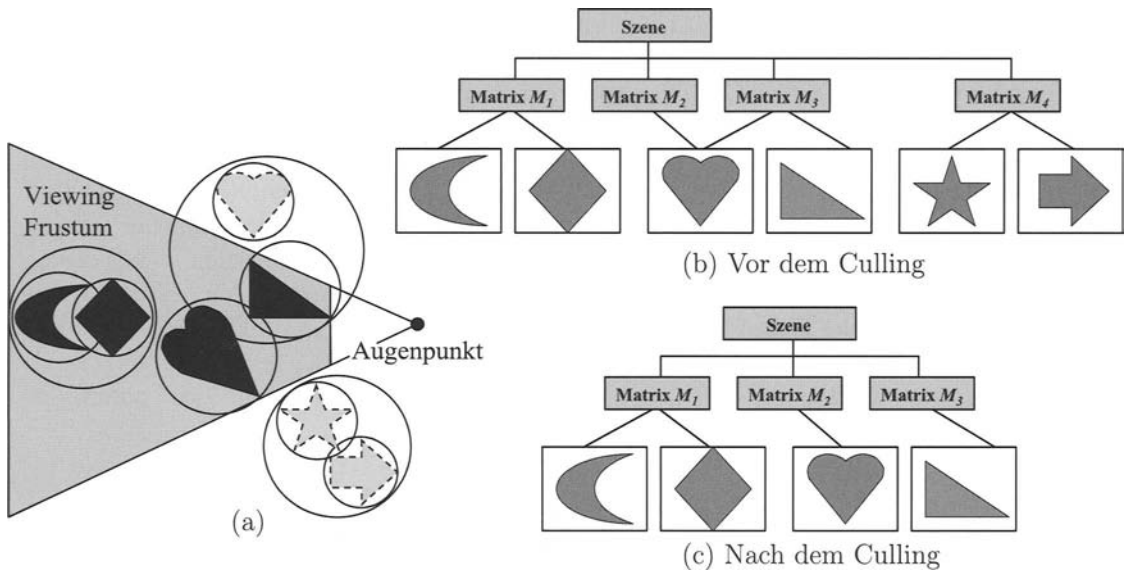 Viewing
Frustum
Augenpunkt
(a)
Szene
Matrix M1
Matrix M2
Matrix M3
Matrix M4
(b) Vor dem Culling
Szene
Matrix M1
Matrix M2
Matrix M3
(c) Nach dem Culling